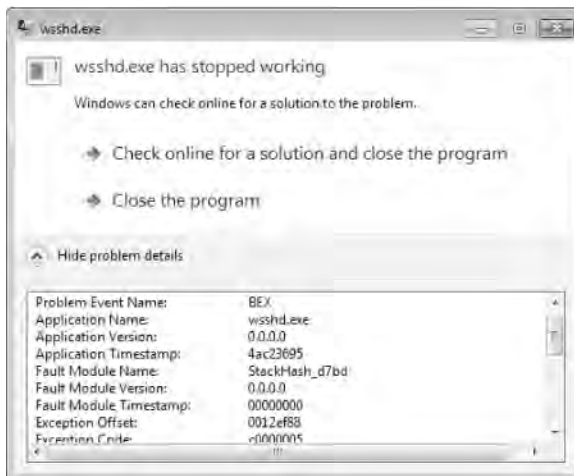 wsshd.exe
wsshd.exe has stopped working
Windows can check online for a solution to the problem.
Check online for a solution and close the program
Close the program
Hide problem details
Problem Event Name: BEX
Application Name: wsshd.exe
Application Version: 0.0.0.0
Application Timestamp: 4ac23695
Fault Module Name: StackHash_d7bd
Fault Module Version: 0.0.0.0
Fault Module Timestamp: 00000000
Exception Offset: 0012ef88
Exception Code: c0000005